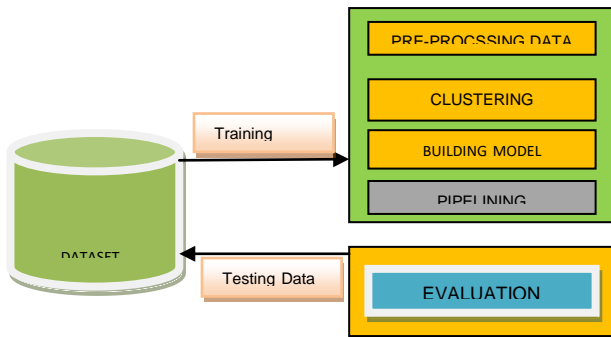 PRE-PROCSSING DATA
CLUSTERING
Training
BUILDING MODEL
PIPELINING
DATASET
Testing Data
EVALUATION